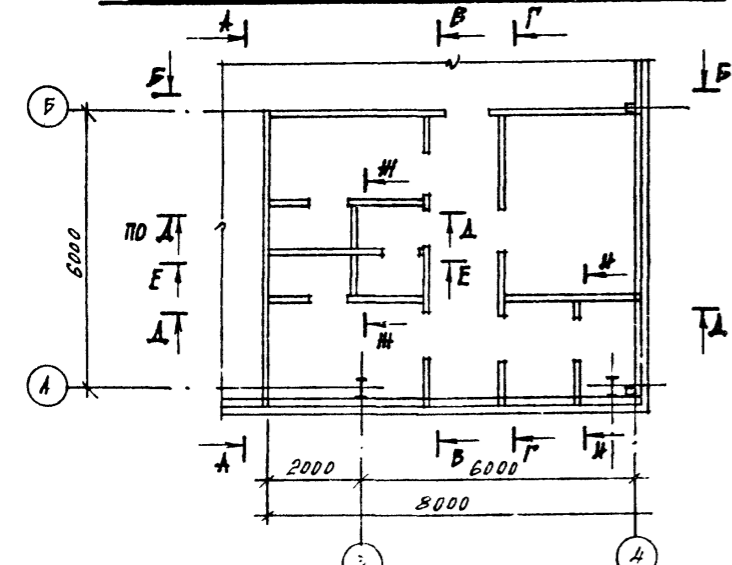 А В Г
Б Б
Б
Ж
ПО Д Д
6000
Е Е И
Д Д
Ж
А
А В Г И
2000 6000
8000
4